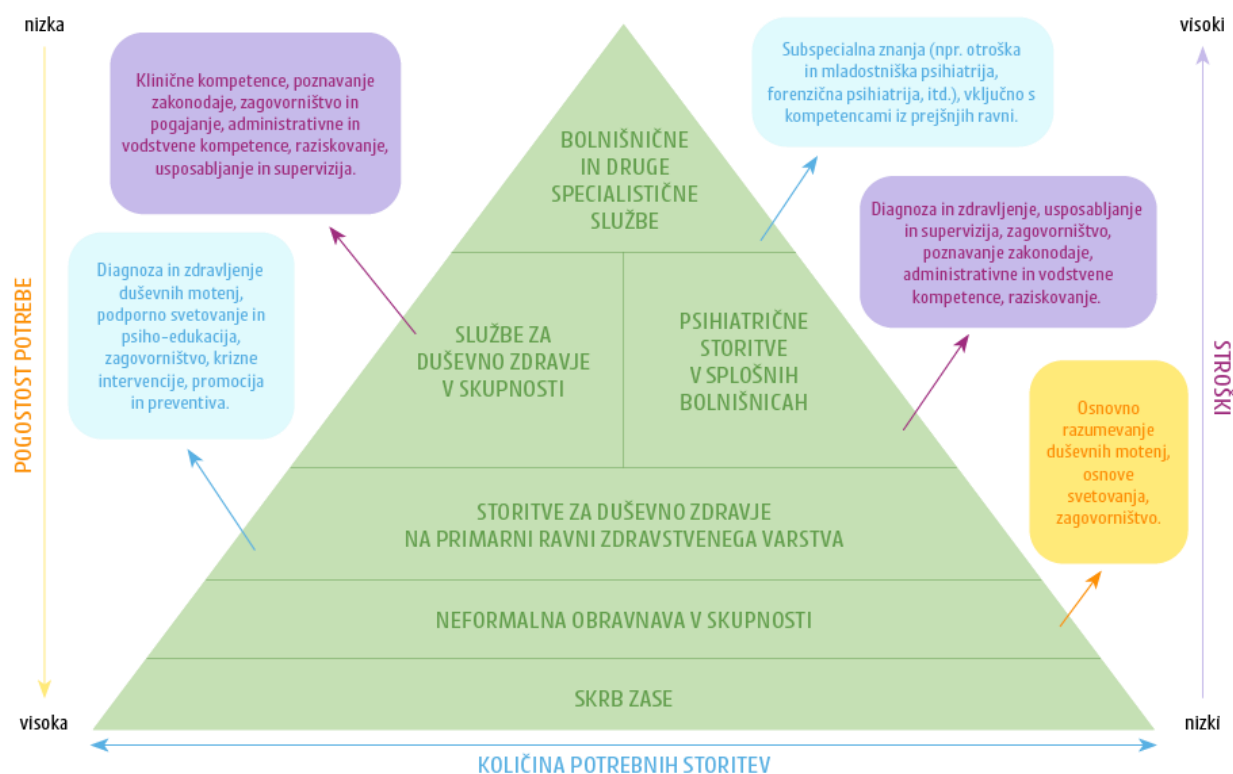 nizka
visoki
Klinične kompetence, poznavanje
zakonodaje, zagovorništvo in
pogajanje, administrativne in
vodstvene kompetence, raziskovanje,
usposabljanje in supervizija.
Subspecialna znanja (npr. otroška
in mladostniška psihiatrija,
forenzična psihiatrija, itd.), vključno s
kompetencami iz prejšnjih ravni.
BOLNIŠNIČNE
IN DRUGE
SPECIALISTIČNE
SLUŽBE
Diagnoza in zdravljenje, usposabljanje
in supervizija, zagovorništvo,
poznavanje zakonodaje,
administrativne in vodstvene
kompetence, raziskovanje.
Diagnoza in zdravljenje
duševnih motenj,
podporno svetovanje in
psiho-edukacija,
zagovorništvo, krizne
intervencije, promocija
in preventiva.
POGOSTOST POTREBE
SLUŽBE ZA
DUŠEVNO ZDRAVJE
V SKUPNOSTI
PSIHIATRIČNE
STORITVE
V SPLOŠNIH
BOLNIŠNICAH
STROŠKI
Osnovno
razumevanje
duševnih motenj,
osnove
svetovanja,
zagovorništvo.
STORITVE ZA DUŠEVNO ZDRAVJE
NA PRIMARNI RAVNI ZDRAVSTVENEGA VARSTVA
NEFORMALNA OBRAVNAVA V SKUPNOSTI
SKRB ZASE
visoka
nizki
KOLIČINA POTREBNIH STORITEV